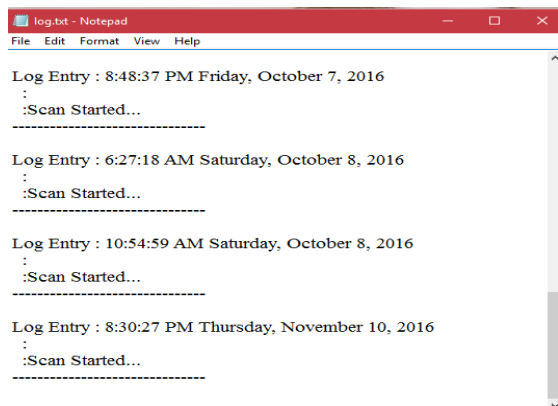 log.txt - Notepad
File Edit Format View Help
Log Entry : 8:48:37 PM Friday, October 7, 2016
:
:Scan Started...
-------------------------------
Log Entry : 6:27:18 AM Saturday, October 8, 2016
:
:Scan Started...
-------------------------------
Log Entry : 10:54:59 AM Saturday, October 8, 2016
:
:Scan Started...
-------------------------------
Log Entry : 8:30:27 PM Thursday, November 10, 2016
:
:Scan Started...
-------------------------------